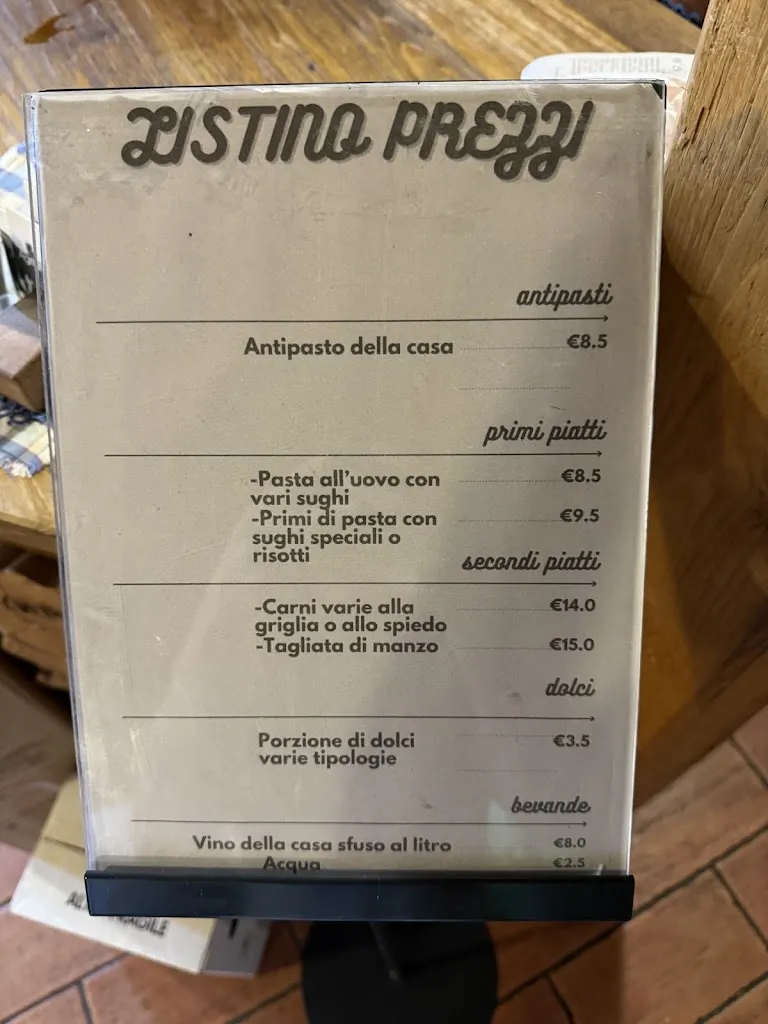 LISTINO PREZZI
antipasti
Antipasto della casa €8.5
primi piatti
-Pasta all'uovo con €8.5
vari sughi
-Primi di pasta con €9.5
sughi speciali o
risotti
secondi piatti
-Carni varie alla €14.0
griglia o allo spiedo
-Tagliata di manzo €15.0
dolci
Porzione di dolci €3.5
varie tipologie
bevande
Vino della casa sfuso al litro €8.0
Acqua €2.5